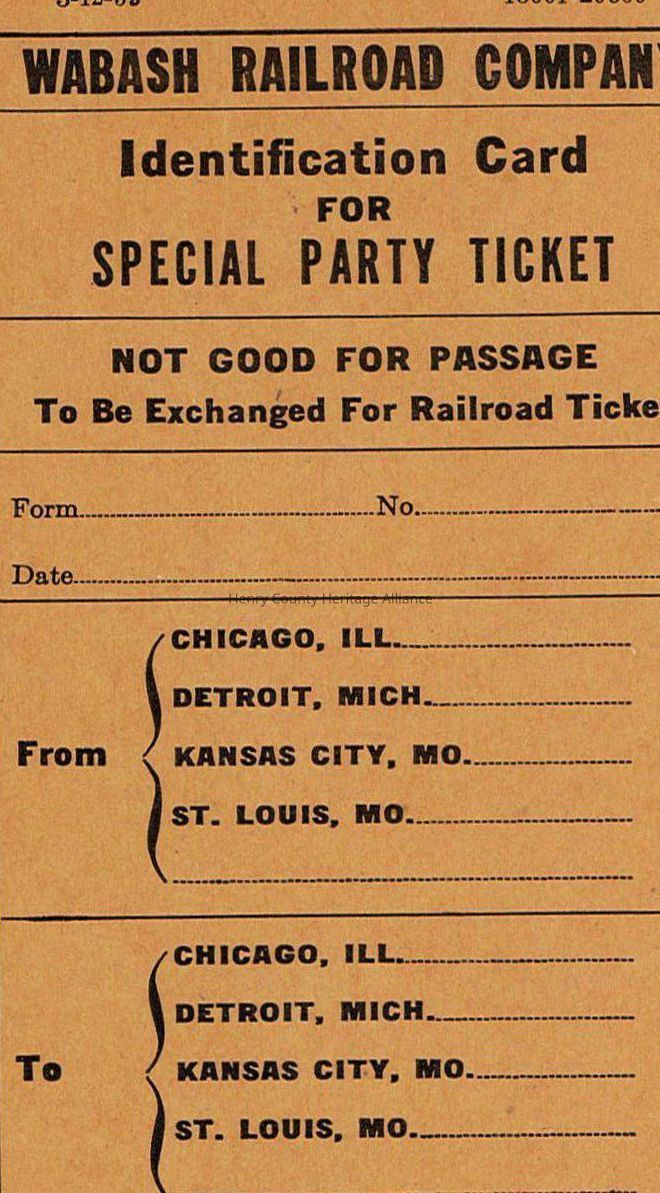 WABASH RAILROAD COMPAN
Identification Card
FOR
SPECIAL PARTY TICKET
NOT GOOD FOR PASSAGE
To Be Exchanged For Railroad Ticke
Form No.
Date
Henry County Heritage Alliance
CHICAGO, ILL.
DETROIT, MICH.
From KANSAS CITY, MO.
ST. LOUIS, MO.
CHICAGO, ILL.
DETROIT, MICH.
To KANSAS CITY, MO.
ST. LOUIS, MO.